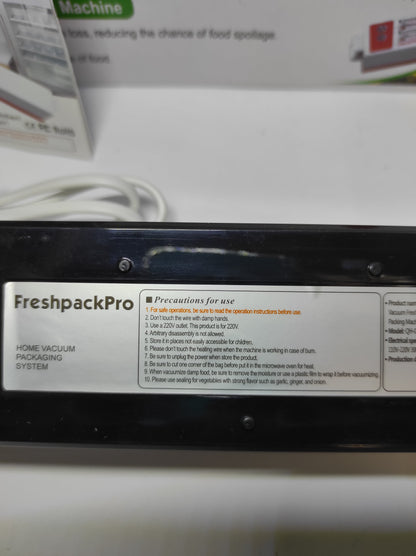 Machine
loss, reducing the chance of food spoilage.
of food.
CE FC RoHS
FreshpackPro
HOME VACUUM
PACKAGING
SYSTEM
■ Precautions for use
1. For safe operations, be sure to read the operation instructions before use.
2. Don't touch the wire with damp hands.
3. Use a 220V outlet. This product is for 220V.
4. Arbitrary disassembly is not allowed.
5. Store it in places not easily accessible for children.
6. Please don't touch the heating wire when the machine is working in case of burn.
7. Be sure to unplug the power when store the product.
8. Be sure to cut one corner of the bag before put it in the microwave oven for heat.
9. When vacuumize damp food, be sure to remove the moisture or use a plastic film to wrap it before vacuumizing.
10. Please use sealing for vegetables with strong flavor such as garlic, ginger, and onion.
• Product nam
Vacuum Fresh
Packing Mach
• Model: QH-0
• Electrical spe
110V-220V
• Production